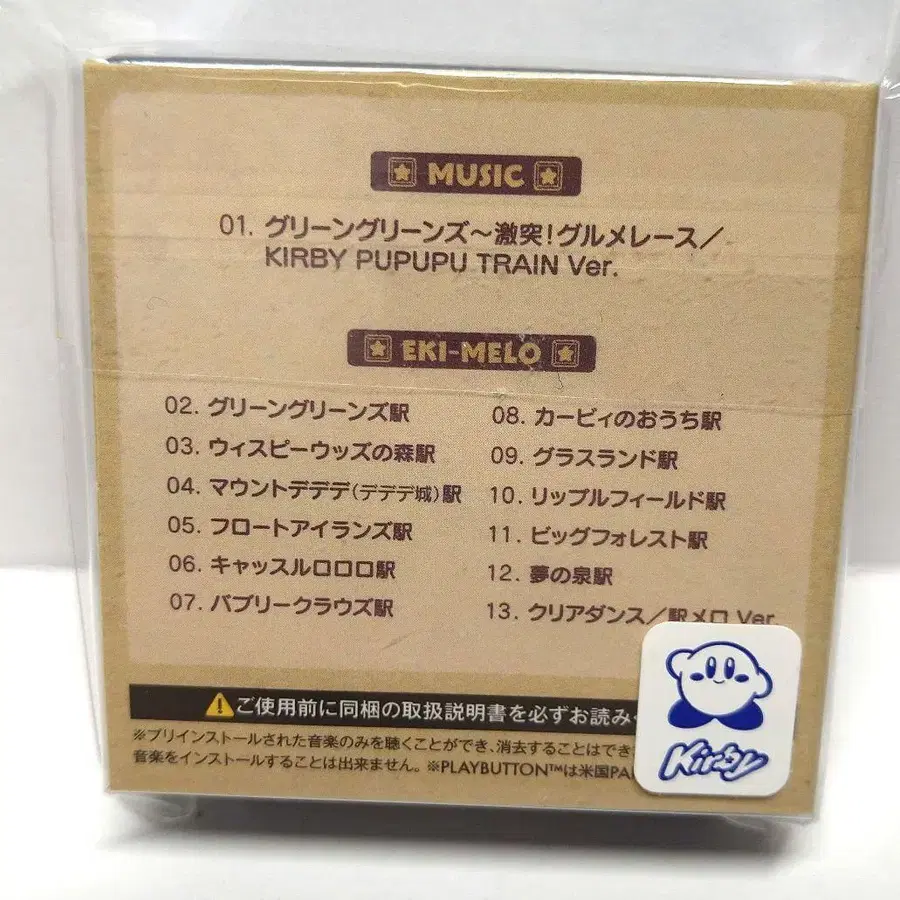 MUSIC
01. グリーングリーンズ～激突!グルメレース／
KIRBY PUPUPU TRAIN Ver.
EKI-MELO
02. グリーングリーンズ駅
03. ウィスピーウッズの森駅
04. マウントデデデ(デデデ城)駅
05. フロートアイランズ駅
06. キャッスルロロロ駅
07. バブリークラウズ駅
08. カービィのおうち駅
09. グラスランド駅
10. リップルフィールド駅
11. ビッグフォレスト駅
12. 夢の泉駅
13. クリアダンス／駅メロ Ver.
ご使用前に同梱の取扱説明書を必ずお読み
※プリインストールされた音楽のみを聴くことができ、消去することはでき
音楽をインストールすることは出来ません。※PLAYBUTTON™は米国PA
Kirby